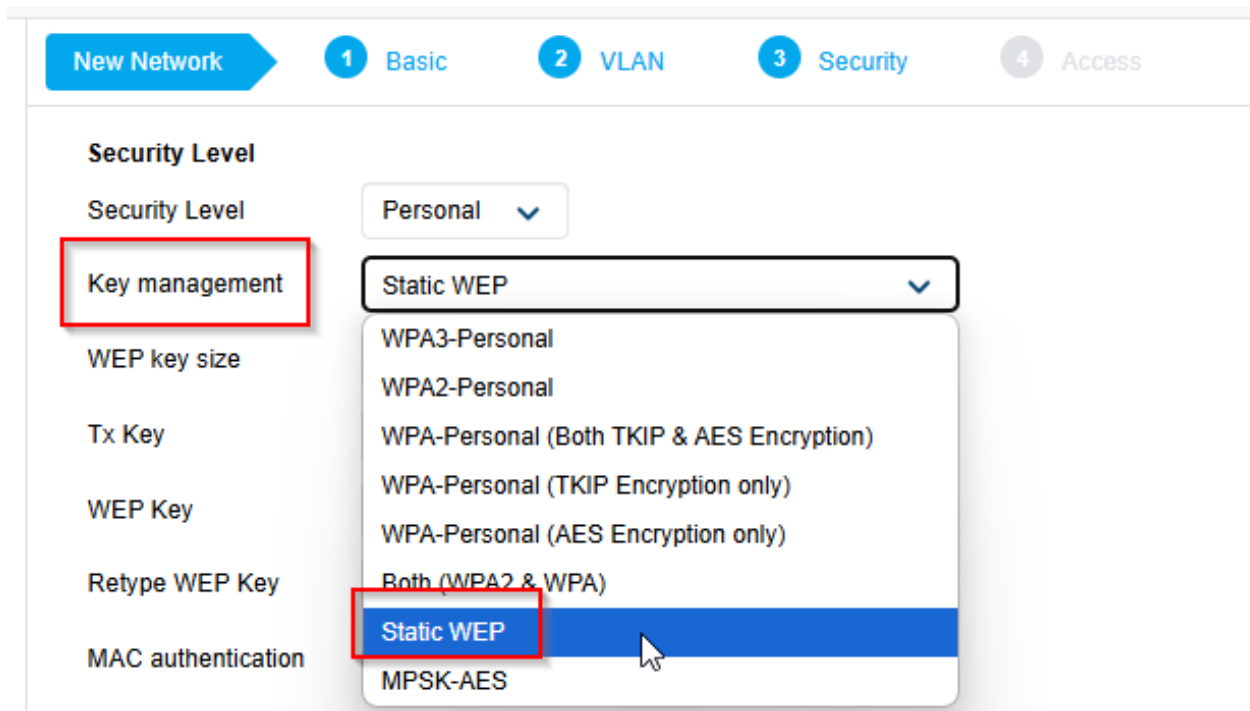 New Network 1 Basic 2 VLAN 3 Security 4 Access
Security Level
Security Level Personal
Key management Static WEP
WPA3-Personal
WEP key size
WPA2-Personal
Tx Key WPA-Personal (Both TKIP & AES Encryption)
WPA-Personal (TKIP Encryption only)
WEP Key
WPA-Personal (AES Encryption only)
Retype WEP Key Both (WPA2 & WPA)
Static WEP
MAC authentication
MPSK-AES